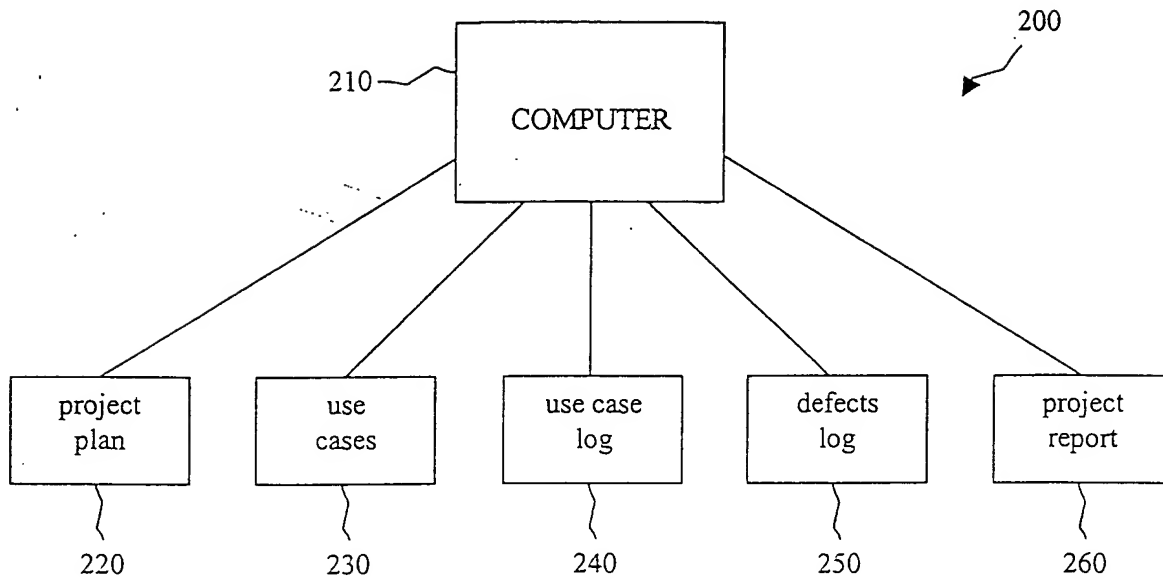 200
210
COMPUTER
project
plan
use
cases
use case
log
defects
log
project
report
220
230
240
250
260